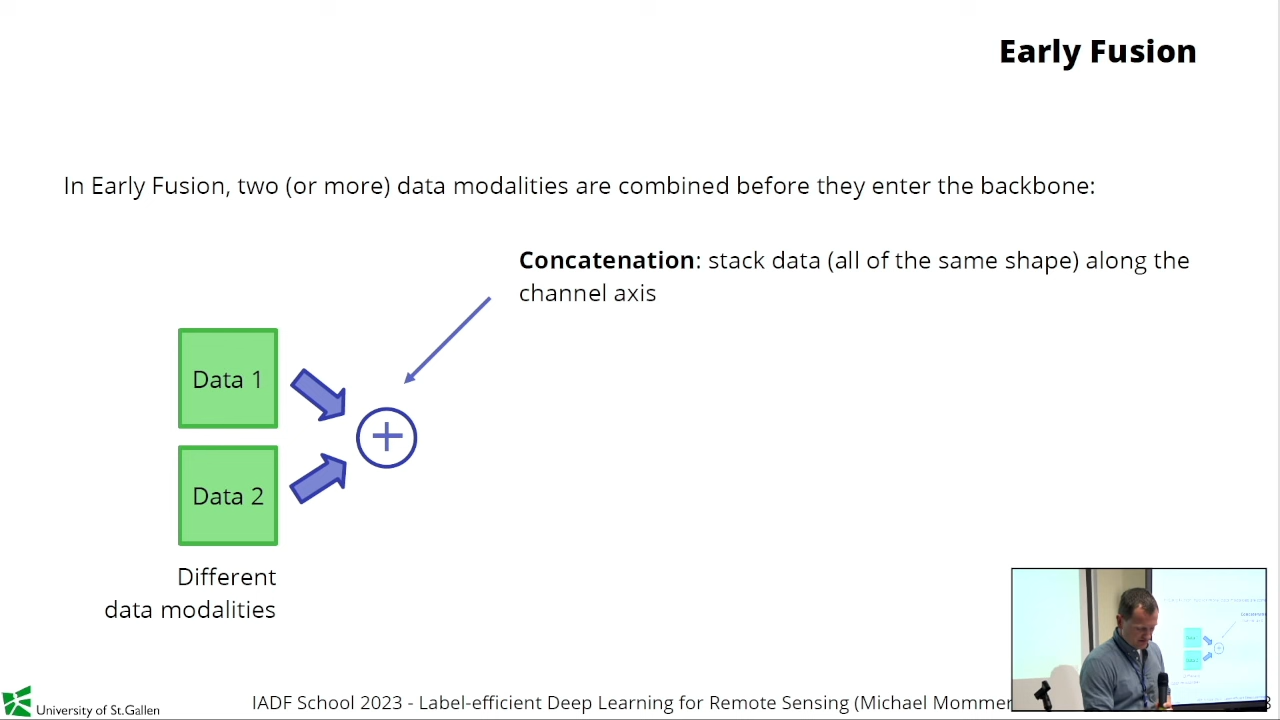 Early Fusion
In Early Fusion, two (or more) data modalities are combined before they enter the backbone:
Concatenation: stack data (all of the same shape) along the
channel axis
Data 1
+
Data 2
Different
data modalities
University of St.Gallen
IADF School 2023 - Label-efficient Deep Learning for Remote Sensing (Michael Mommer